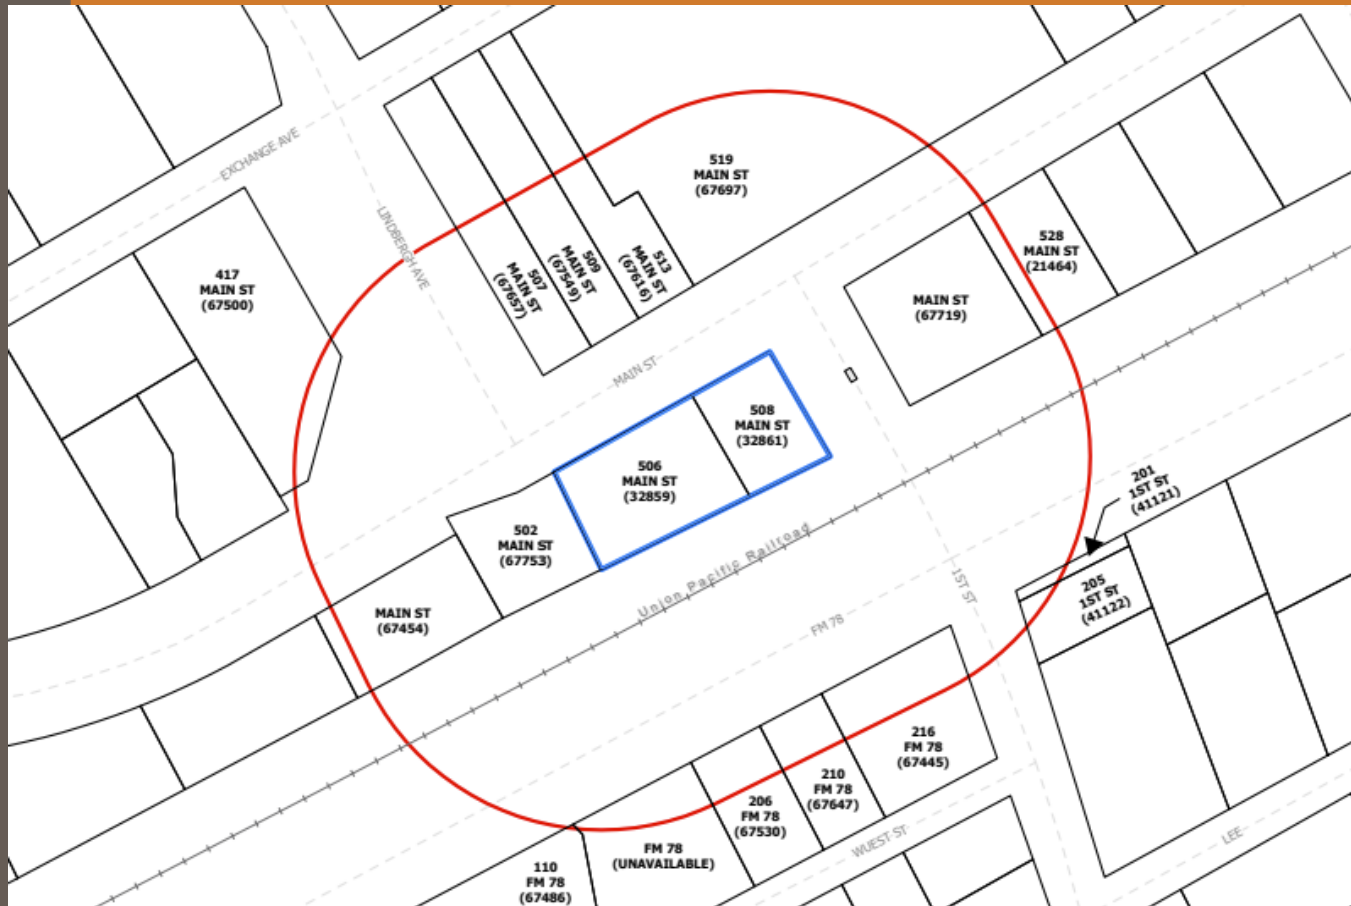 EXCHANGE AVE
LINDBERGH AVE
519
MAIN ST
(67697)
528
MAIN ST
(21464)
417
MAIN ST
(67500)
507
MAIN ST
(67657)
509
MAIN ST
(67549)
513
MAIN ST
(67616)
MAIN ST
(67719)
MAIN ST
508
MAIN ST
(32861)
506
MAIN ST
(32859)
502
MAIN ST
(67753)
201
1ST ST
(41121)
Union Pacific Railroad
1ST ST
205
1ST ST
(41122)
MAIN ST
(67454)
FM 78
216
FM 78
(67445)
210
FM 78
(67647)
206
FM 78
(67530)
FM 78
(UNAVAILABLE)
110
FM 78
(67486)
WUEST ST
LEE